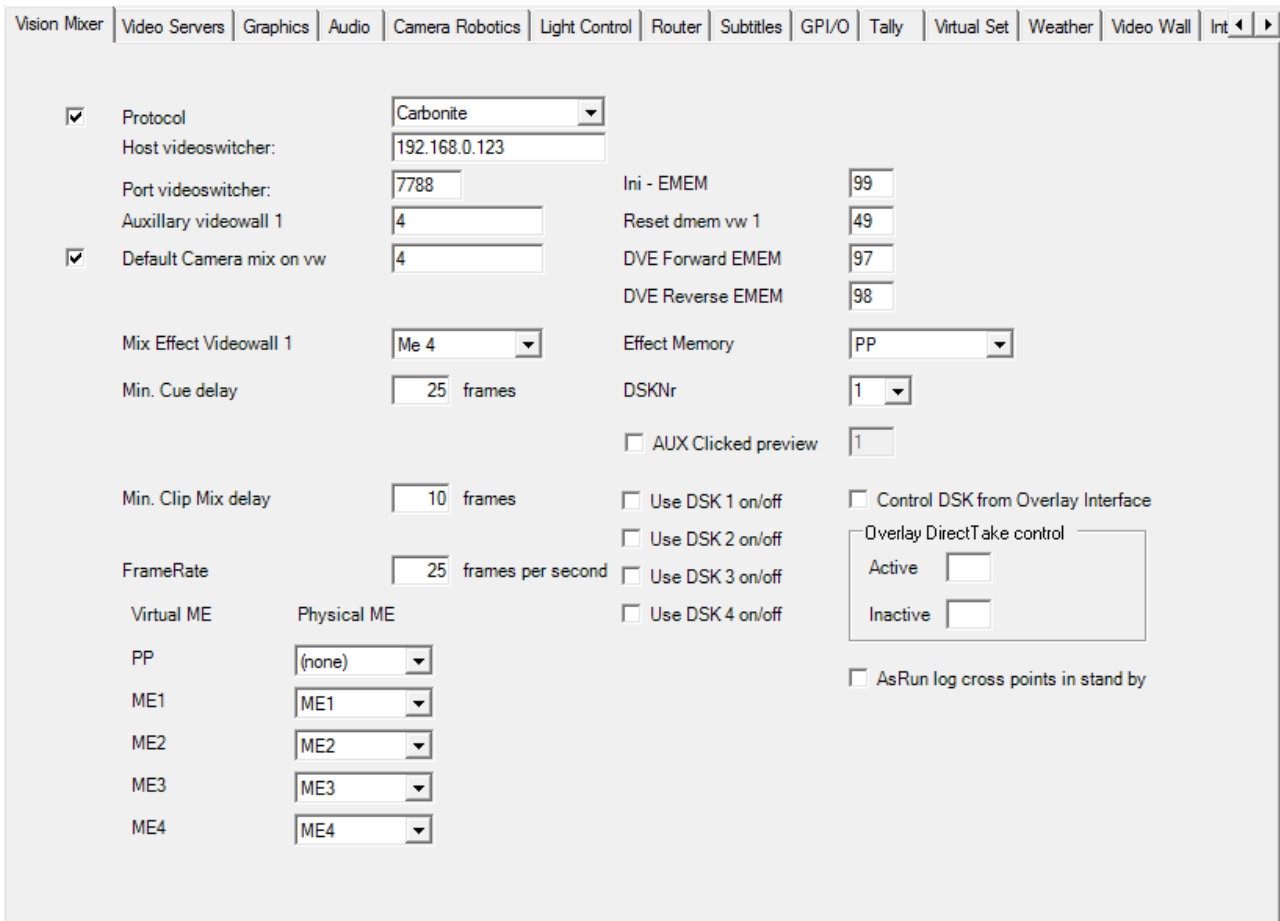 Vision Mixer Video Servers Graphics Audio Camera Robotics Light Control Router Subtitles GPI/O Tally Virtual Set Weather Video Wall Int
Protocol Carbonite
Host videoswitcher: 192.168.0.123
Port videoswitcher: 7788 Ini - EMEM 99
Auxillary videowall 1 4 Reset dmem vw 1 49
Default Camera mix on vw 4 DVE Forward EMEM 97
DVE Reverse EMEM 98
Mix Effect Videowall 1 Me 4 Effect Memory PP
Min. Cue delay 25 frames DSKNr 1
AUX Clicked preview 1
Min. Clip Mix delay 10 frames Use DSK 1 on/off Control DSK from Overlay Interface
Use DSK 2 on/off Overlay DirectTake control
FrameRate 25 frames per second Use DSK 3 on/off Active
Virtual ME Physical ME Use DSK 4 on/off Inactive
PP (none)
AsRun log cross points in stand by
ME1 ME1
ME2 ME2
ME3 ME3
ME4 ME4